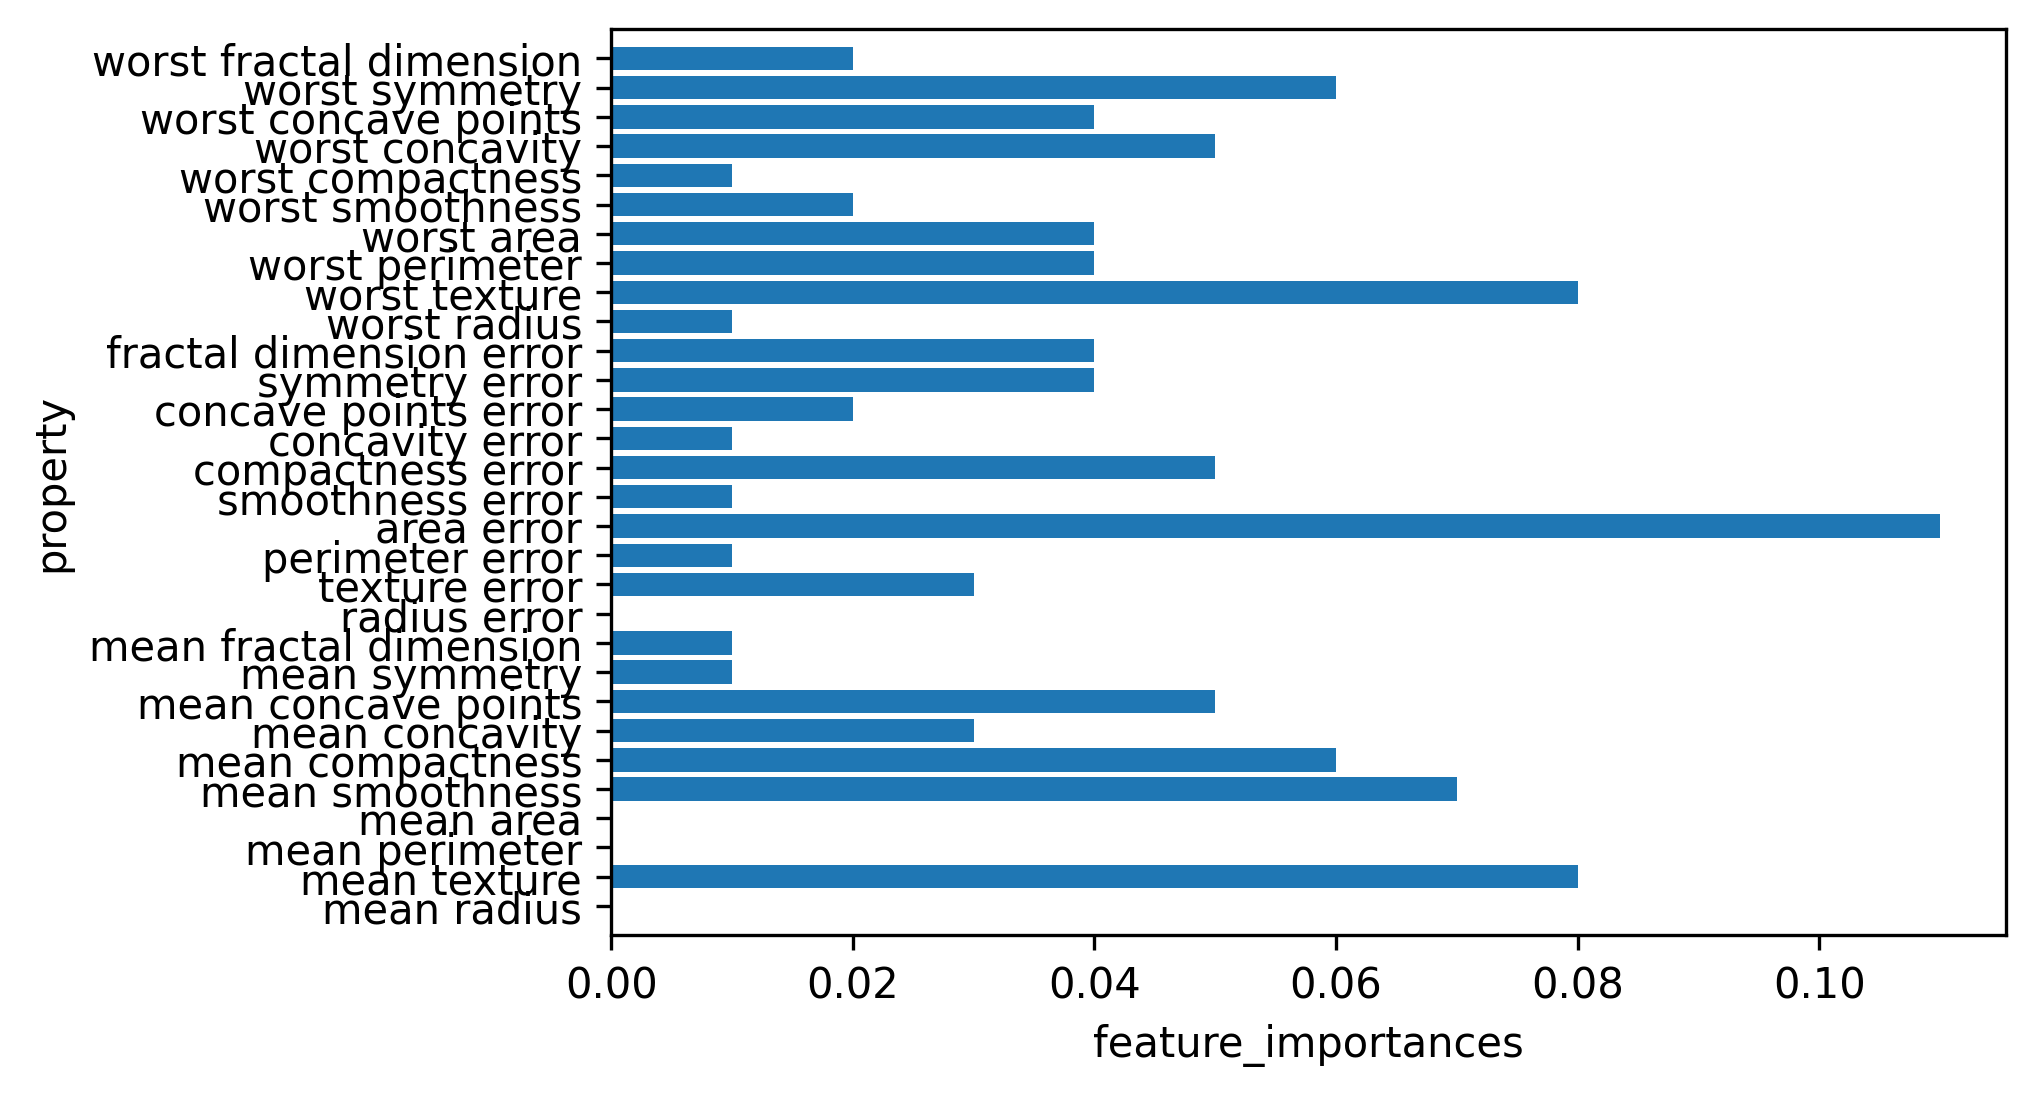 worst fractal dimension
worst symmetry
worst concave points
worst concavity
worst compactness
worst smoothness
worst area
worst perimeter
worst texture
worst radius
fractal dimension error
symmetry error
concave points error
concavity error
compactness error
smoothness error
area error
perimeter error
texture error
radius error
mean fractal dimension
mean symmetry
mean concave points
mean concavity
mean compactness
mean smoothness
mean area
mean perimeter
mean texture
mean radius
property
0.00 0.02 0.04 0.06 0.08 0.10
feature_importances